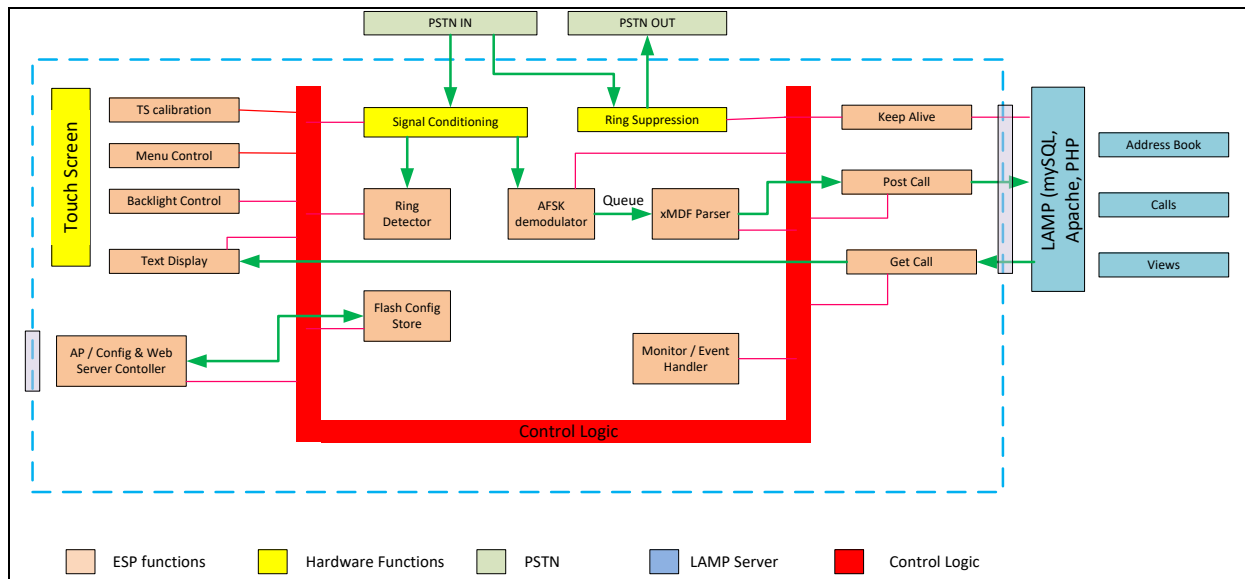 PSTN IN
PSTN OUT
Touch Screen
TS calibration
Menu Control
Backlight Control
Text Display
Signal Conditioning
Ring Suppression
Keep Alive
Ring
Detector
AFSK
demodulator
Queue
xMDF Parser
Post Call
Get Call
LAMP (mySQL,
Apache, PHP
Address Book
Calls
Views
Flash Config
Store
AP / Config & Web
Server Contoller
Monitor / Event
Handler
Control Logic
ESP functions
Hardware Functions
PSTN
LAMP Server
Control Logic